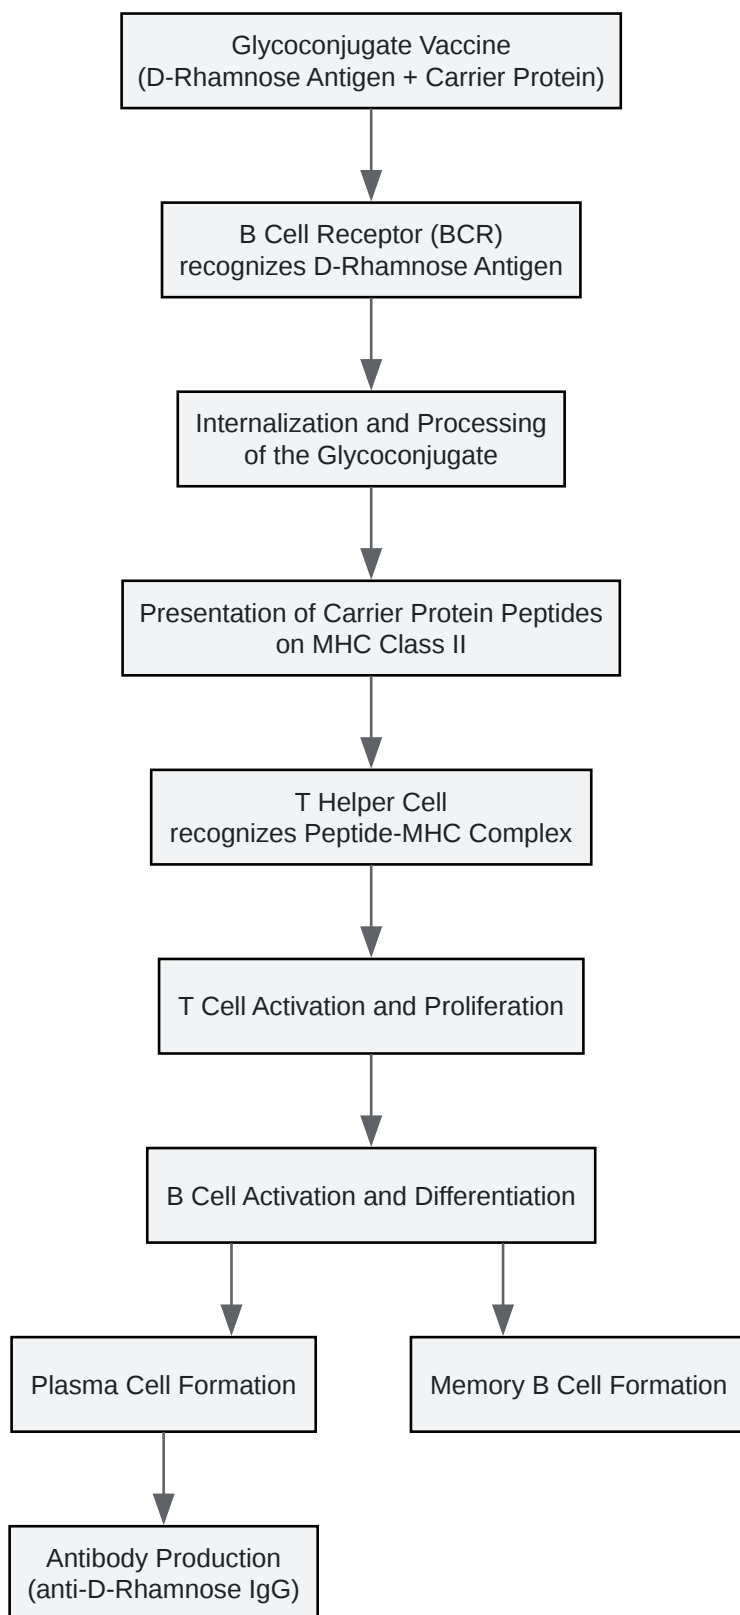 Glycoconjugate Vaccine
(D-Rhamnose Antigen + Carrier Protein)
B Cell Receptor (BCR)
recognizes D-Rhamnose Antigen
Internalization and Processing
of the Glycoconjugate
Presentation of Carrier Protein Peptides
on MHC Class II
T Helper Cell
recognizes Peptide-MHC Complex
T Cell Activation and Proliferation
B Cell Activation and Differentiation
Plasma Cell Formation
Memory B Cell Formation
Antibody Production
(anti-D-Rhamnose IgG)